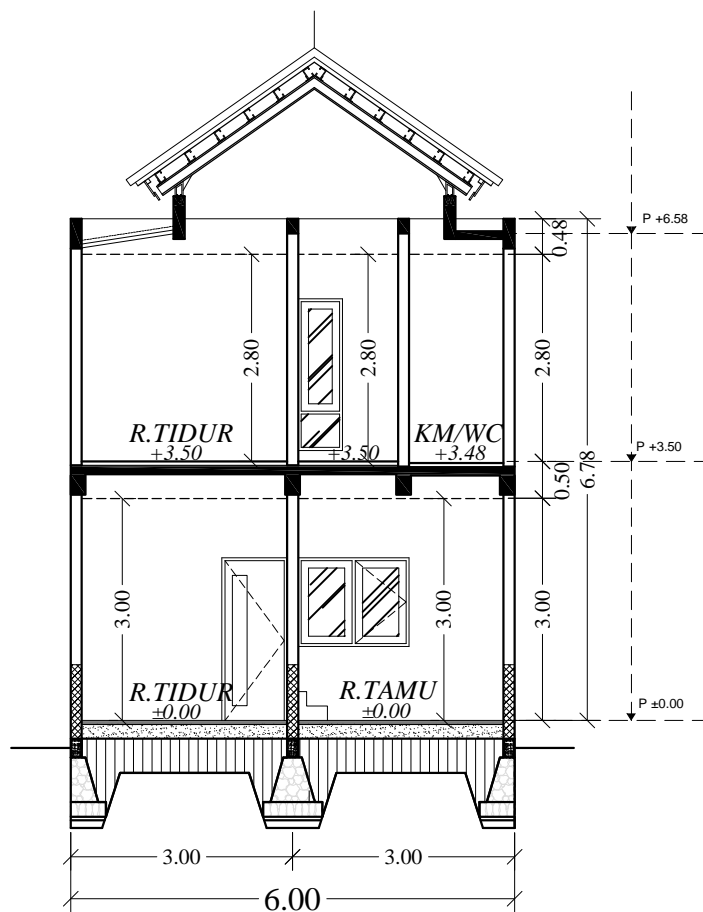 P +6.58
0.48
2.80
2.80
2.80
R.TIDUR
+3.50
+3.50
KM/WC
+3.48
P +3.50
0.50
6.78
3.00
3.00
3.00
R.TIDUR
±0.00
R.TAMU
±0.00
P ±0.00
3.00
3.00
6.00